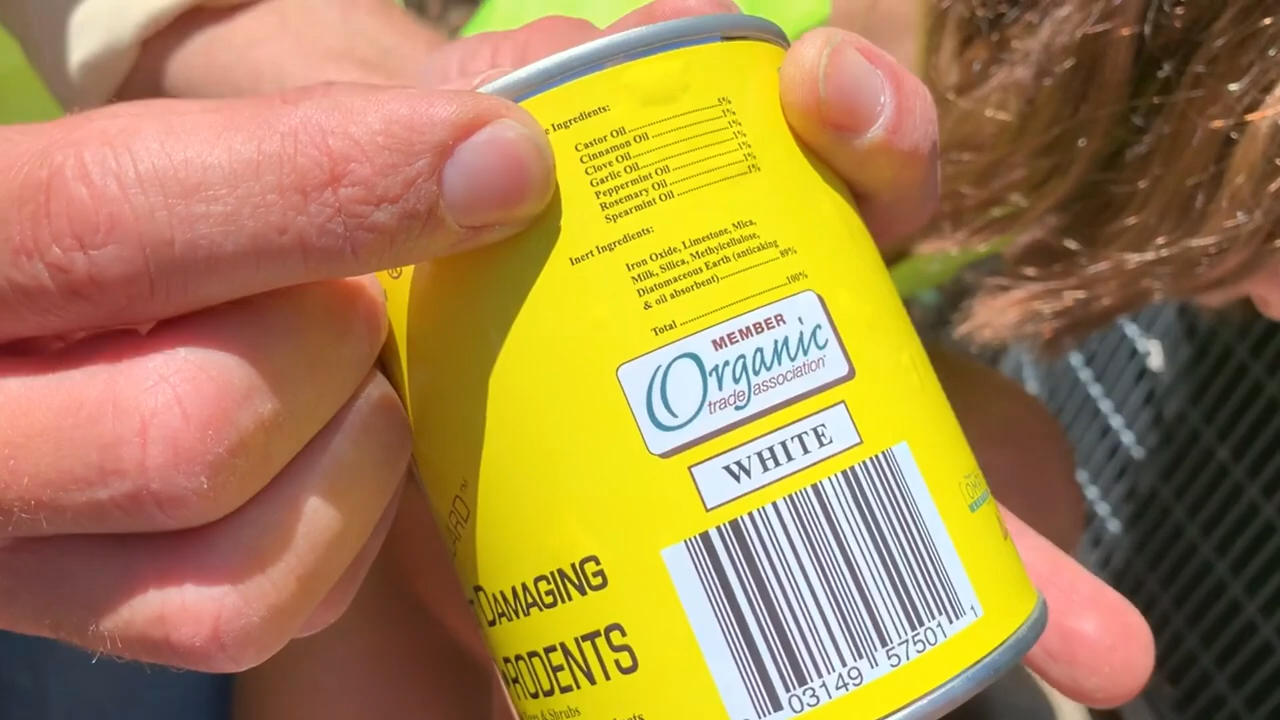 Ingredients:
Castor Oil 5%
Cinnamon Oil 1%
Clove Oil 1%
Garlic Oil 1%
Peppermint Oil 1%
Rosemary Oil 1%
Spearmint Oil 1%
Inert Ingredients:
Iron Oxide, Limestone, Mica,
Milk, Silica, Methylcellulose,
Diatomaceous Earth (anticaking
& oil absorbent) 89%
Total 100%
MEMBER
Organic
trade association
WHITE
03149 57501 1
DAMAGING
RODENTS
& Shrubs